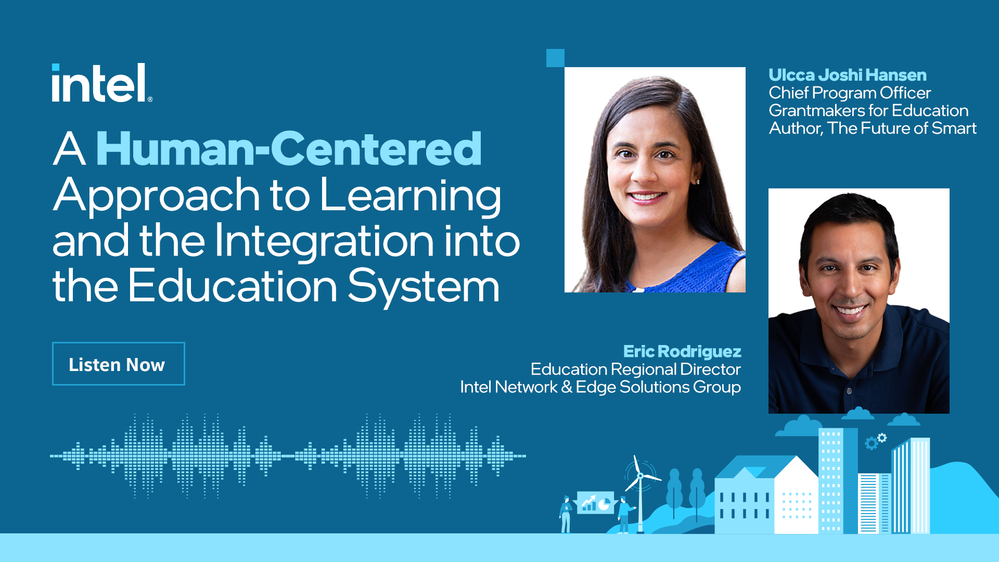 intel.
A Human-Centered
Approach to Learning
and the Integration into
the Education System
Listen Now
Ulcca Joshi Hansen
Chief Program Officer
Grantmakers for Education
Author, The Future of Smart
Eric Rodriguez
Education Regional Director
Intel Network & Edge Solutions Group